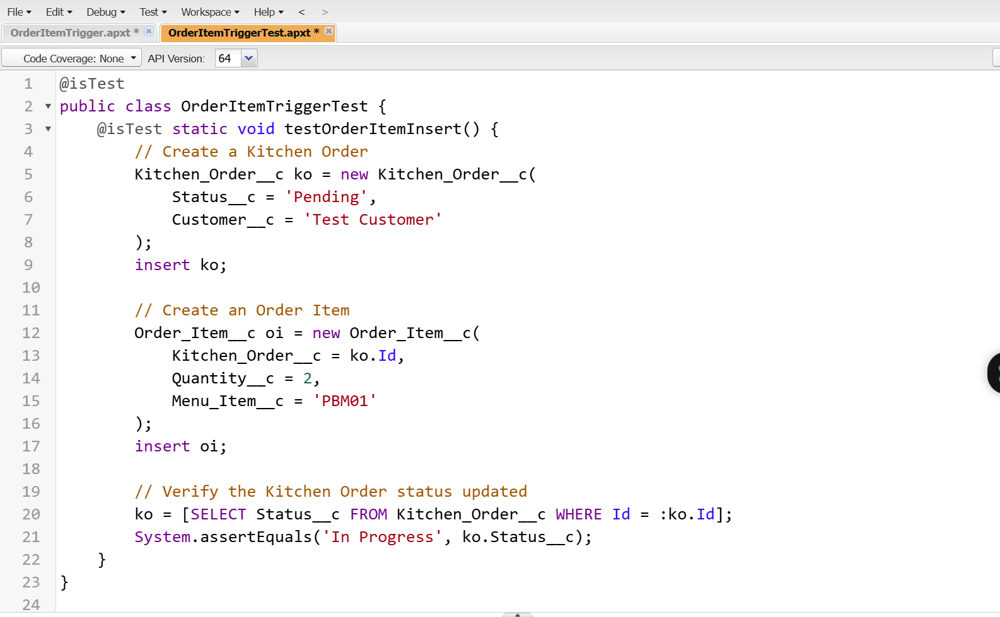 File Edit Debug Test Workspace Help < >
OrderItemTrigger.apxt * OrderItemTriggerTest.apxt *
Code Coverage: None API Version: 64
1 @isTest
2 public class OrderItemTriggerTest {
3     @isTest static void testOrderItemInsert() {
4         // Create a Kitchen Order
5         Kitchen_Order__c ko = new Kitchen_Order__c(
6             Status__c = 'Pending',
7             Customer__c = 'Test Customer'
8         );
9         insert ko;
10
11         // Create an Order Item
12         Order_Item__c oi = new Order_Item__c(
13             Kitchen_Order__c = ko.Id,
14             Quantity__c = 2,
15             Menu_Item__c = 'PBM01'
16         );
17         insert oi;
18
19         // Verify the Kitchen Order status updated
20         ko = [SELECT Status__c FROM Kitchen_Order__c WHERE Id = :ko.Id];
21         System.assertEquals('In Progress', ko.Status__c);
22     }
23 }
24